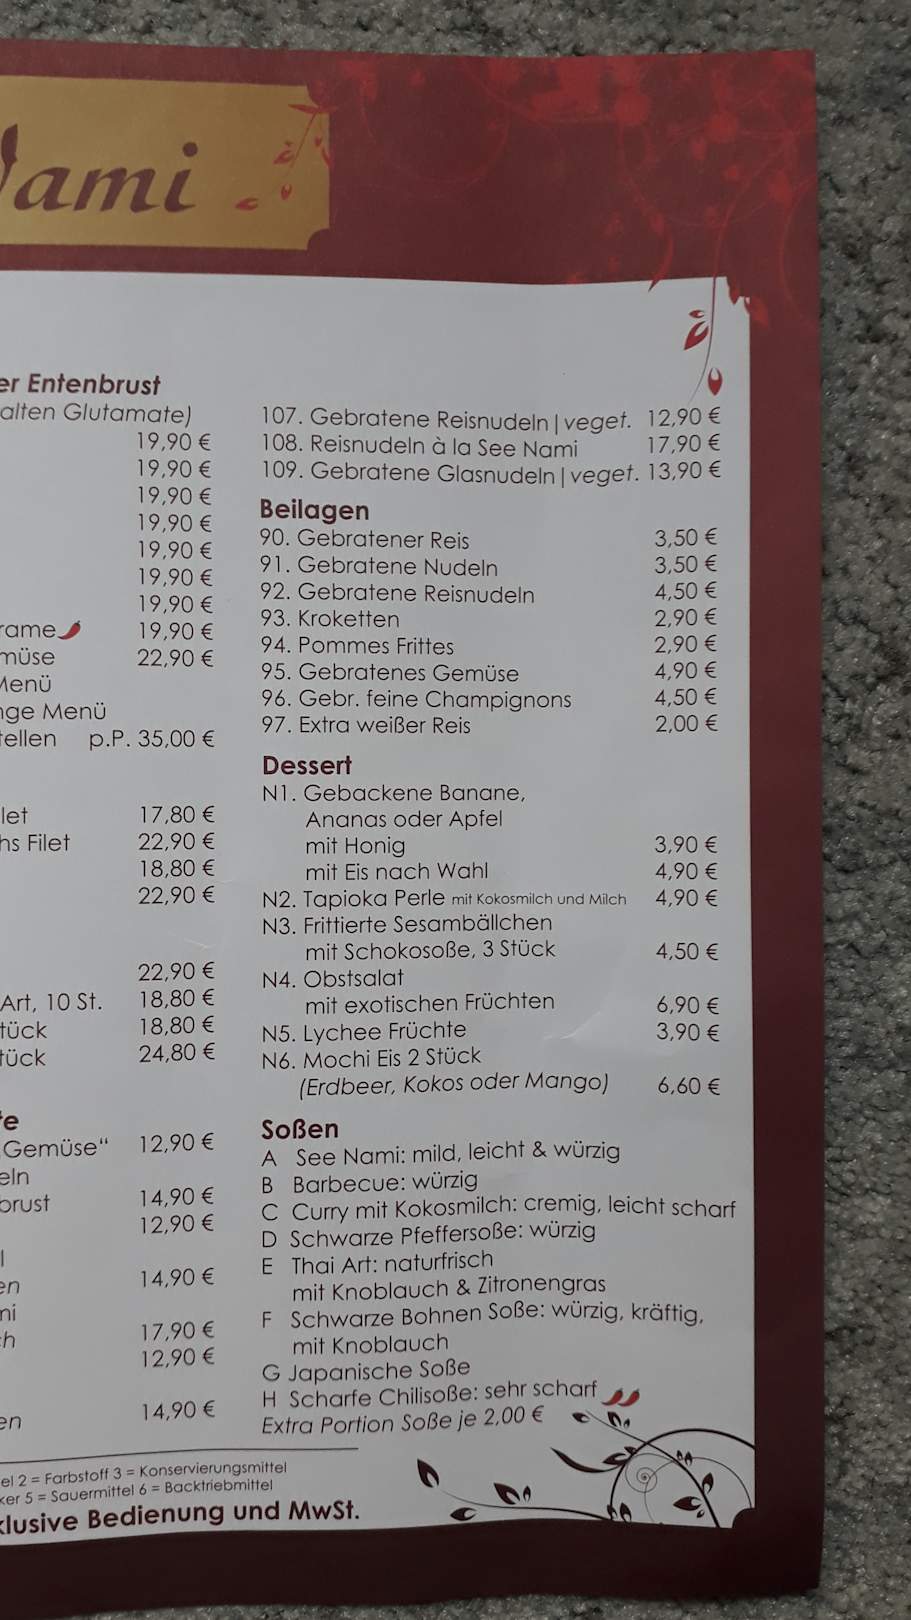 ami
er Entenbrust
alten Glutamate)
19,90 €
19,90 €
19,90 €
19,90 €
19,90 €
19,90 €
19,90 €
rame 19,90 €
müse 22,90 €
Menü
nge Menü
tellen p.P. 35,00 €
let 17,80 €
hs Filet 22,90 €
18,80 €
22,90 €
22,90 €
Art, 10 St. 18,80 €
tück 18,80 €
tück 24,80 €
te
Gemüse“ 12,90 €
eln
brust 14,90 €
12,90 €
l
en 14,90 €
mi
ch 17,90 €
12,90 €
en 14,90 €
107. Gebratene Reisnudeln | veget. 12,90 €
108. Reisnudeln à la See Nami 17,90 €
109. Gebratene Glasnudeln | veget. 13,90 €
Beilagen
90. Gebratener Reis 3,50 €
91. Gebratene Nudeln 3,50 €
92. Gebratene Reisnudeln 4,50 €
93. Kroketten 2,90 €
94. Pommes Frittes 2,90 €
95. Gebratenes Gemüse 4,90 €
96. Gebr. feine Champignons 4,50 €
97. Extra weißer Reis 2,00 €
Dessert
N1. Gebackene Banane,
Ananas oder Apfel
mit Honig 3,90 €
mit Eis nach Wahl 4,90 €
N2. Tapioka Perle mit Kokosmilch und Milch 4,90 €
N3. Frittierte Sesambällchen
mit Schokosoße, 3 Stück 4,50 €
N4. Obstsalat
mit exotischen Früchten 6,90 €
N5. Lychee Früchte 3,90 €
N6. Mochi Eis 2 Stück
(Erdbeer, Kokos oder Mango) 6,60 €
Soßen
A See Nami: mild, leicht & würzig
B Barbecue: würzig
C Curry mit Kokosmilch: cremig, leicht scharf
D Schwarze Pfeffersoße: würzig
E Thai Art: naturfrisch
mit Knoblauch & Zitronengras
F Schwarze Bohnen Soße: würzig, kräftig,
mit Knoblauch
G Japanische Soße
H Scharfe Chilisoße: sehr scharf
Extra Portion Soße je 2,00 €
el 2 = Farbstoff 3 = Konservierungsmittel
ker 5 = Sauermittel 6 = Backtriebmittel
klusive Bedienung und MwSt.